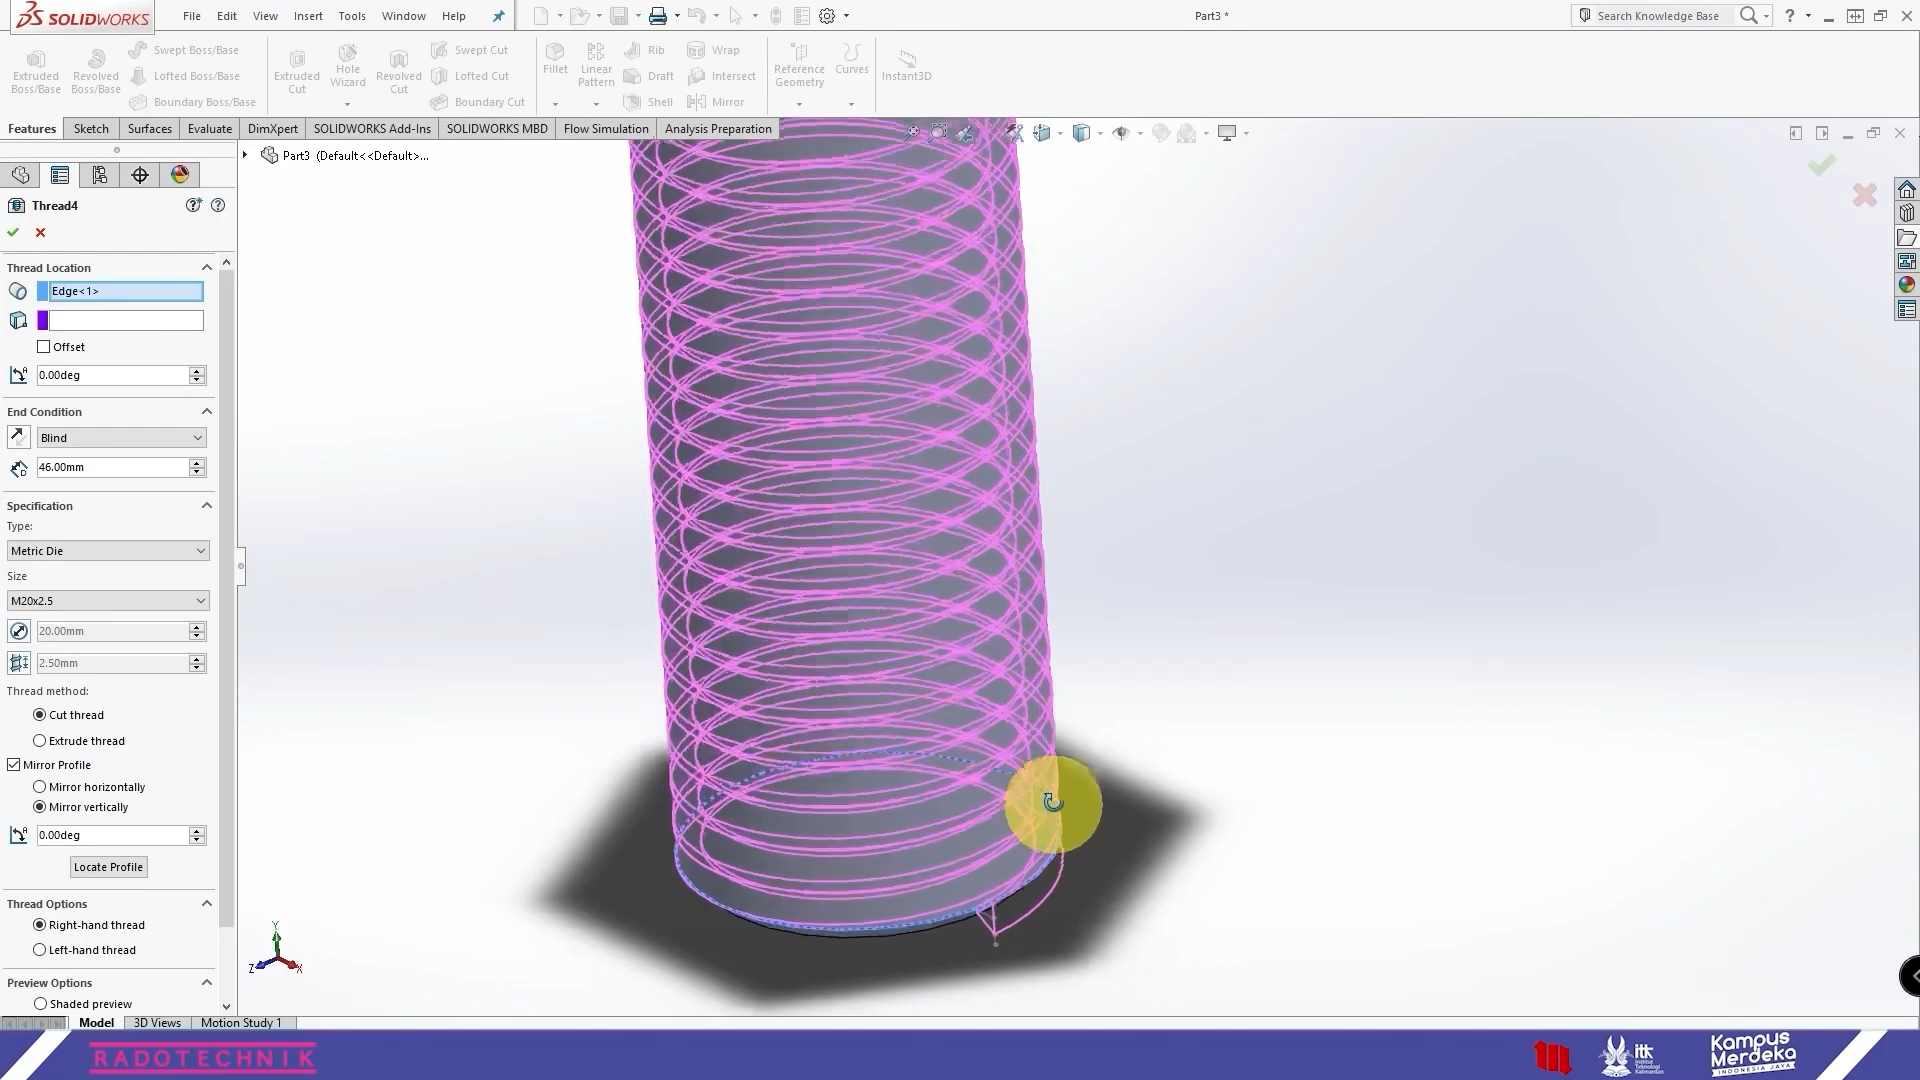 SOLIDWORKS
File Edit View Insert Tools Window Help
Part3 *
Search Knowledge Base
Extruded Boss/Base
Revolved Boss/Base
Swept Boss/Base
Lofted Boss/Base
Boundary Boss/Base
Extruded Cut
Hole Wizard
Revolved Cut
Swept Cut
Lofted Cut
Boundary Cut
Fillet
Linear Pattern
Rib
Draft
Shell
Wrap
Intersect
Mirror
Reference Geometry
Curves
Instant3D
Features Sketch Surfaces Evaluate DimXpert SOLIDWORKS Add-Ins SOLIDWORKS MBD Flow Simulation Analysis Preparation
Part3 (Default<<Default>...
Thread4
Thread Location
Edge<1>
Offset
0.00deg
End Condition
Blind
46.00mm
Specification
Type:
Metric Die
Size
M20x2.5
20.00mm
2.50mm
Thread method:
Cut thread
Extrude thread
Mirror Profile
Mirror horizontally
Mirror vertically
0.00deg
Locate Profile
Thread Options
Right-hand thread
Left-hand thread
Preview Options
Shaded preview
Y
Z X
Model 3D Views Motion Study 1
RADOTECHNIK
itk
Institut Teknologi Kalimantan
Kampus Merdeka
INDONESIA JAYA